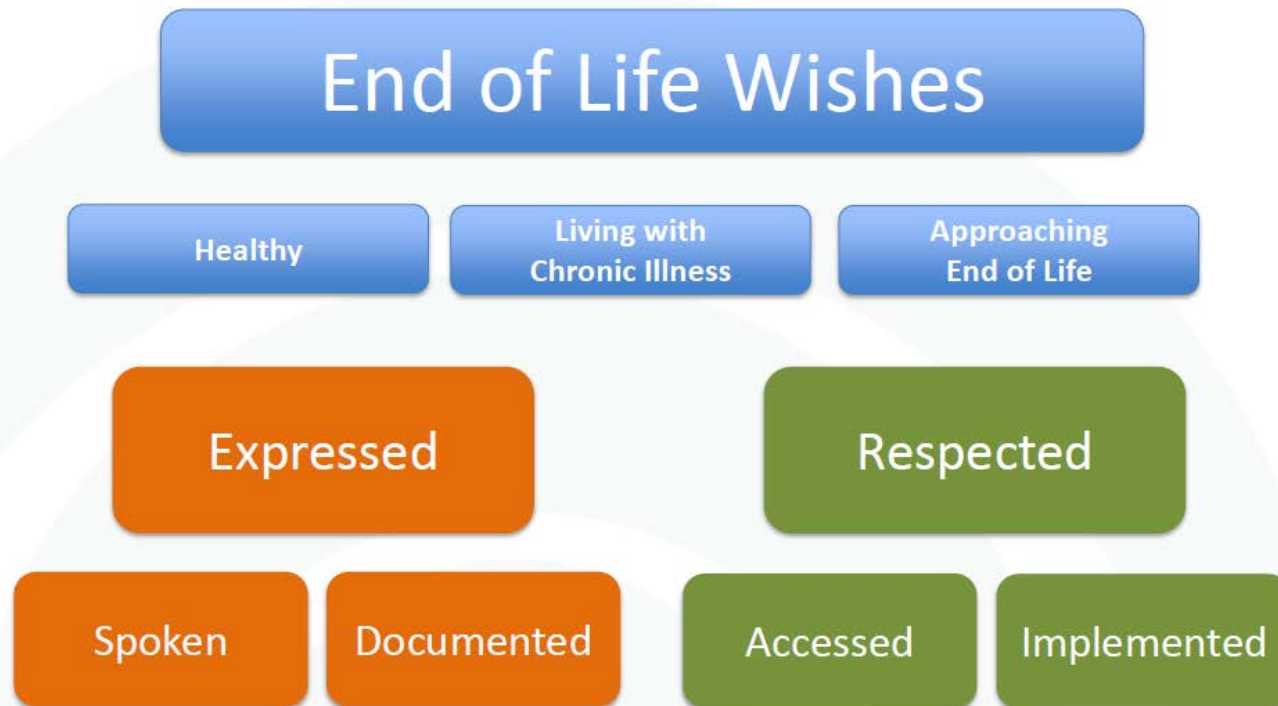 End of Life Wishes
Healthy
Living with
Chronic Illness
Approaching
End of Life
Expressed
Respected
Spoken
Documented
Accessed
Implemented